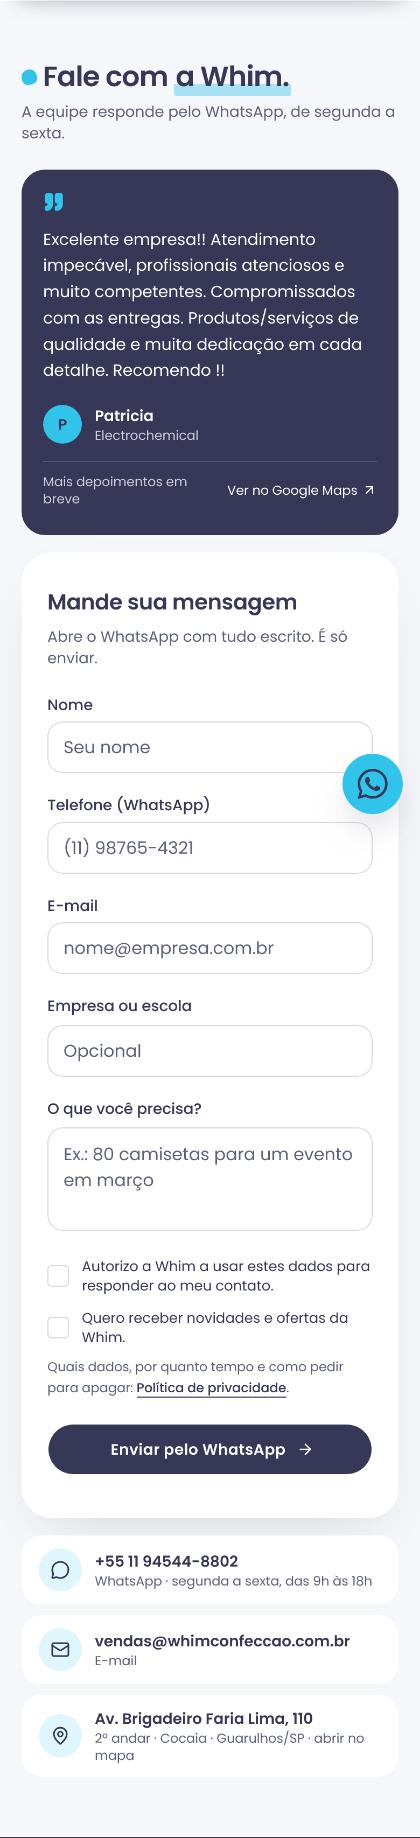 Fale com a Whim.
A equipe responde pelo WhatsApp, de segunda a
sexta.
Excelente empresa!! Atendimento
impecável, profissionais atenciosos e
muito competentes. Compromissados
com as entregas. Produtos/serviços de
qualidade e muita dedicação em cada
detalhe. Recomendo !!
P
Patricia
Electrochemical
Mais depoimentos em
breve
Ver no Google Maps
Mande sua mensagem
Abre o WhatsApp com tudo escrito. É só
enviar.
Nome
Seu nome
Telefone (WhatsApp)
(11) 98765-4321
E-mail
nome@empresa.com.br
Empresa ou escola
Opcional
O que você precisa?
Ex.: 80 camisetas para um evento
em março
Autorizo a Whim a usar estes dados para
responder ao meu contato.
Quero receber novidades e ofertas da
Whim.
Quais dados, por quanto tempo e como pedir
para apagar: Política de privacidade.
Enviar pelo WhatsApp
+55 11 94544-8802
WhatsApp · segunda a sexta, das 9h às 18h
vendas@whimconfeccao.com.br
E-mail
Av. Brigadeiro Faria Lima, 110
2º andar · Cocaia · Guarulhos/SP · abrir no
mapa